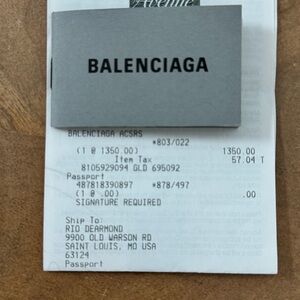 Avenue
BALENCIAGA
BALENCIAGA ACSRS
*803/022
(1 @ 1350.00) 1350.00
Item Tax 57.04 T
8105929094 GLD 695092
Passport
487818390897 *878/497
(1 @ .00) .00
SIGNATURE REQUIRED
Ship To:
RIO DEARMOND
9900 OLD WARSON RD
SAINT LOUIS, MO USA
63124
Passport